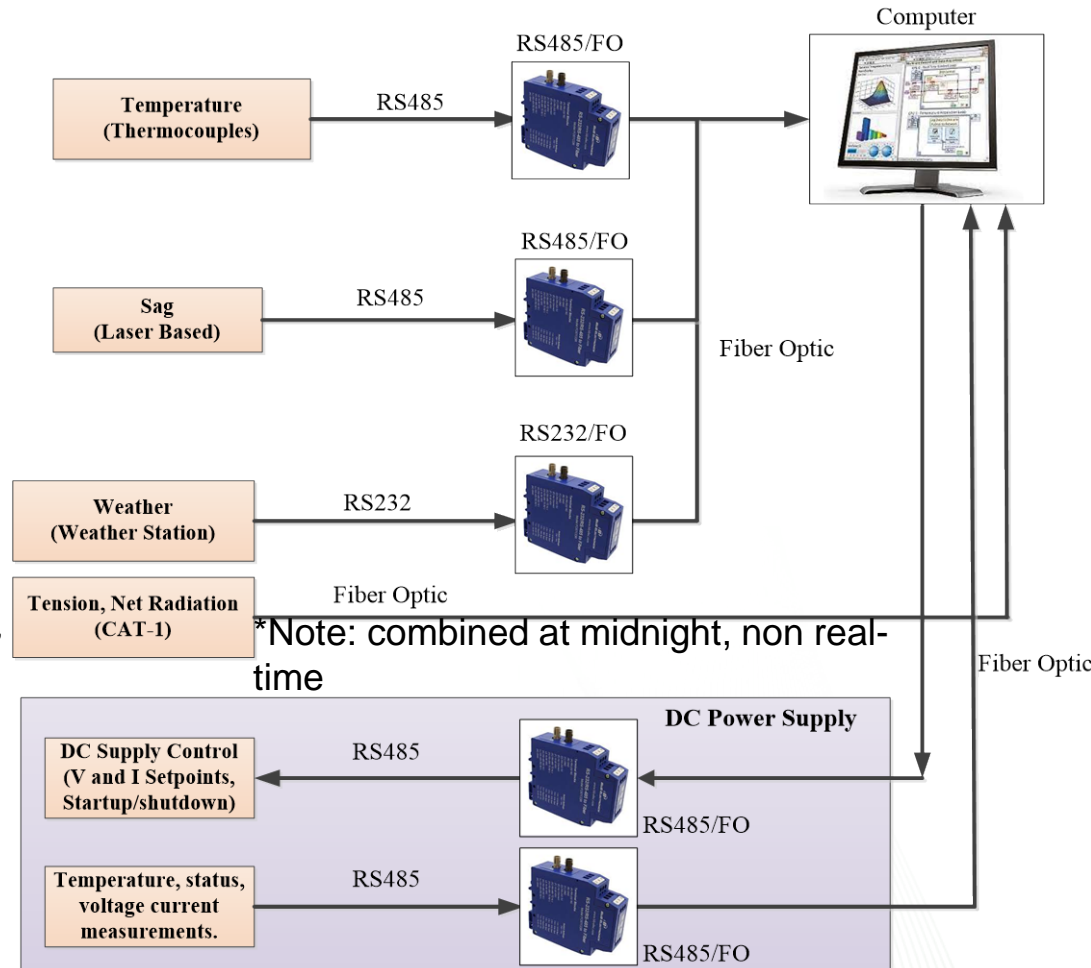 Computer
RS485/FO
Temperature
(Thermocouples)
RS485
RS485/FO
Sag
(Laser Based)
RS485
Fiber Optic
RS232/FO
Weather
(Weather Station)
RS232
Tension, Net Radiation
(CAT-1)
Fiber Optic
*Note: combined at midnight, non real-
time
Fiber Optic
DC Power Supply
DC Supply Control
(V and I Setpoints,
Startup/shutdown)
RS485
RS485/FO
Temperature, status,
voltage current
measurements.
RS485
RS485/FO